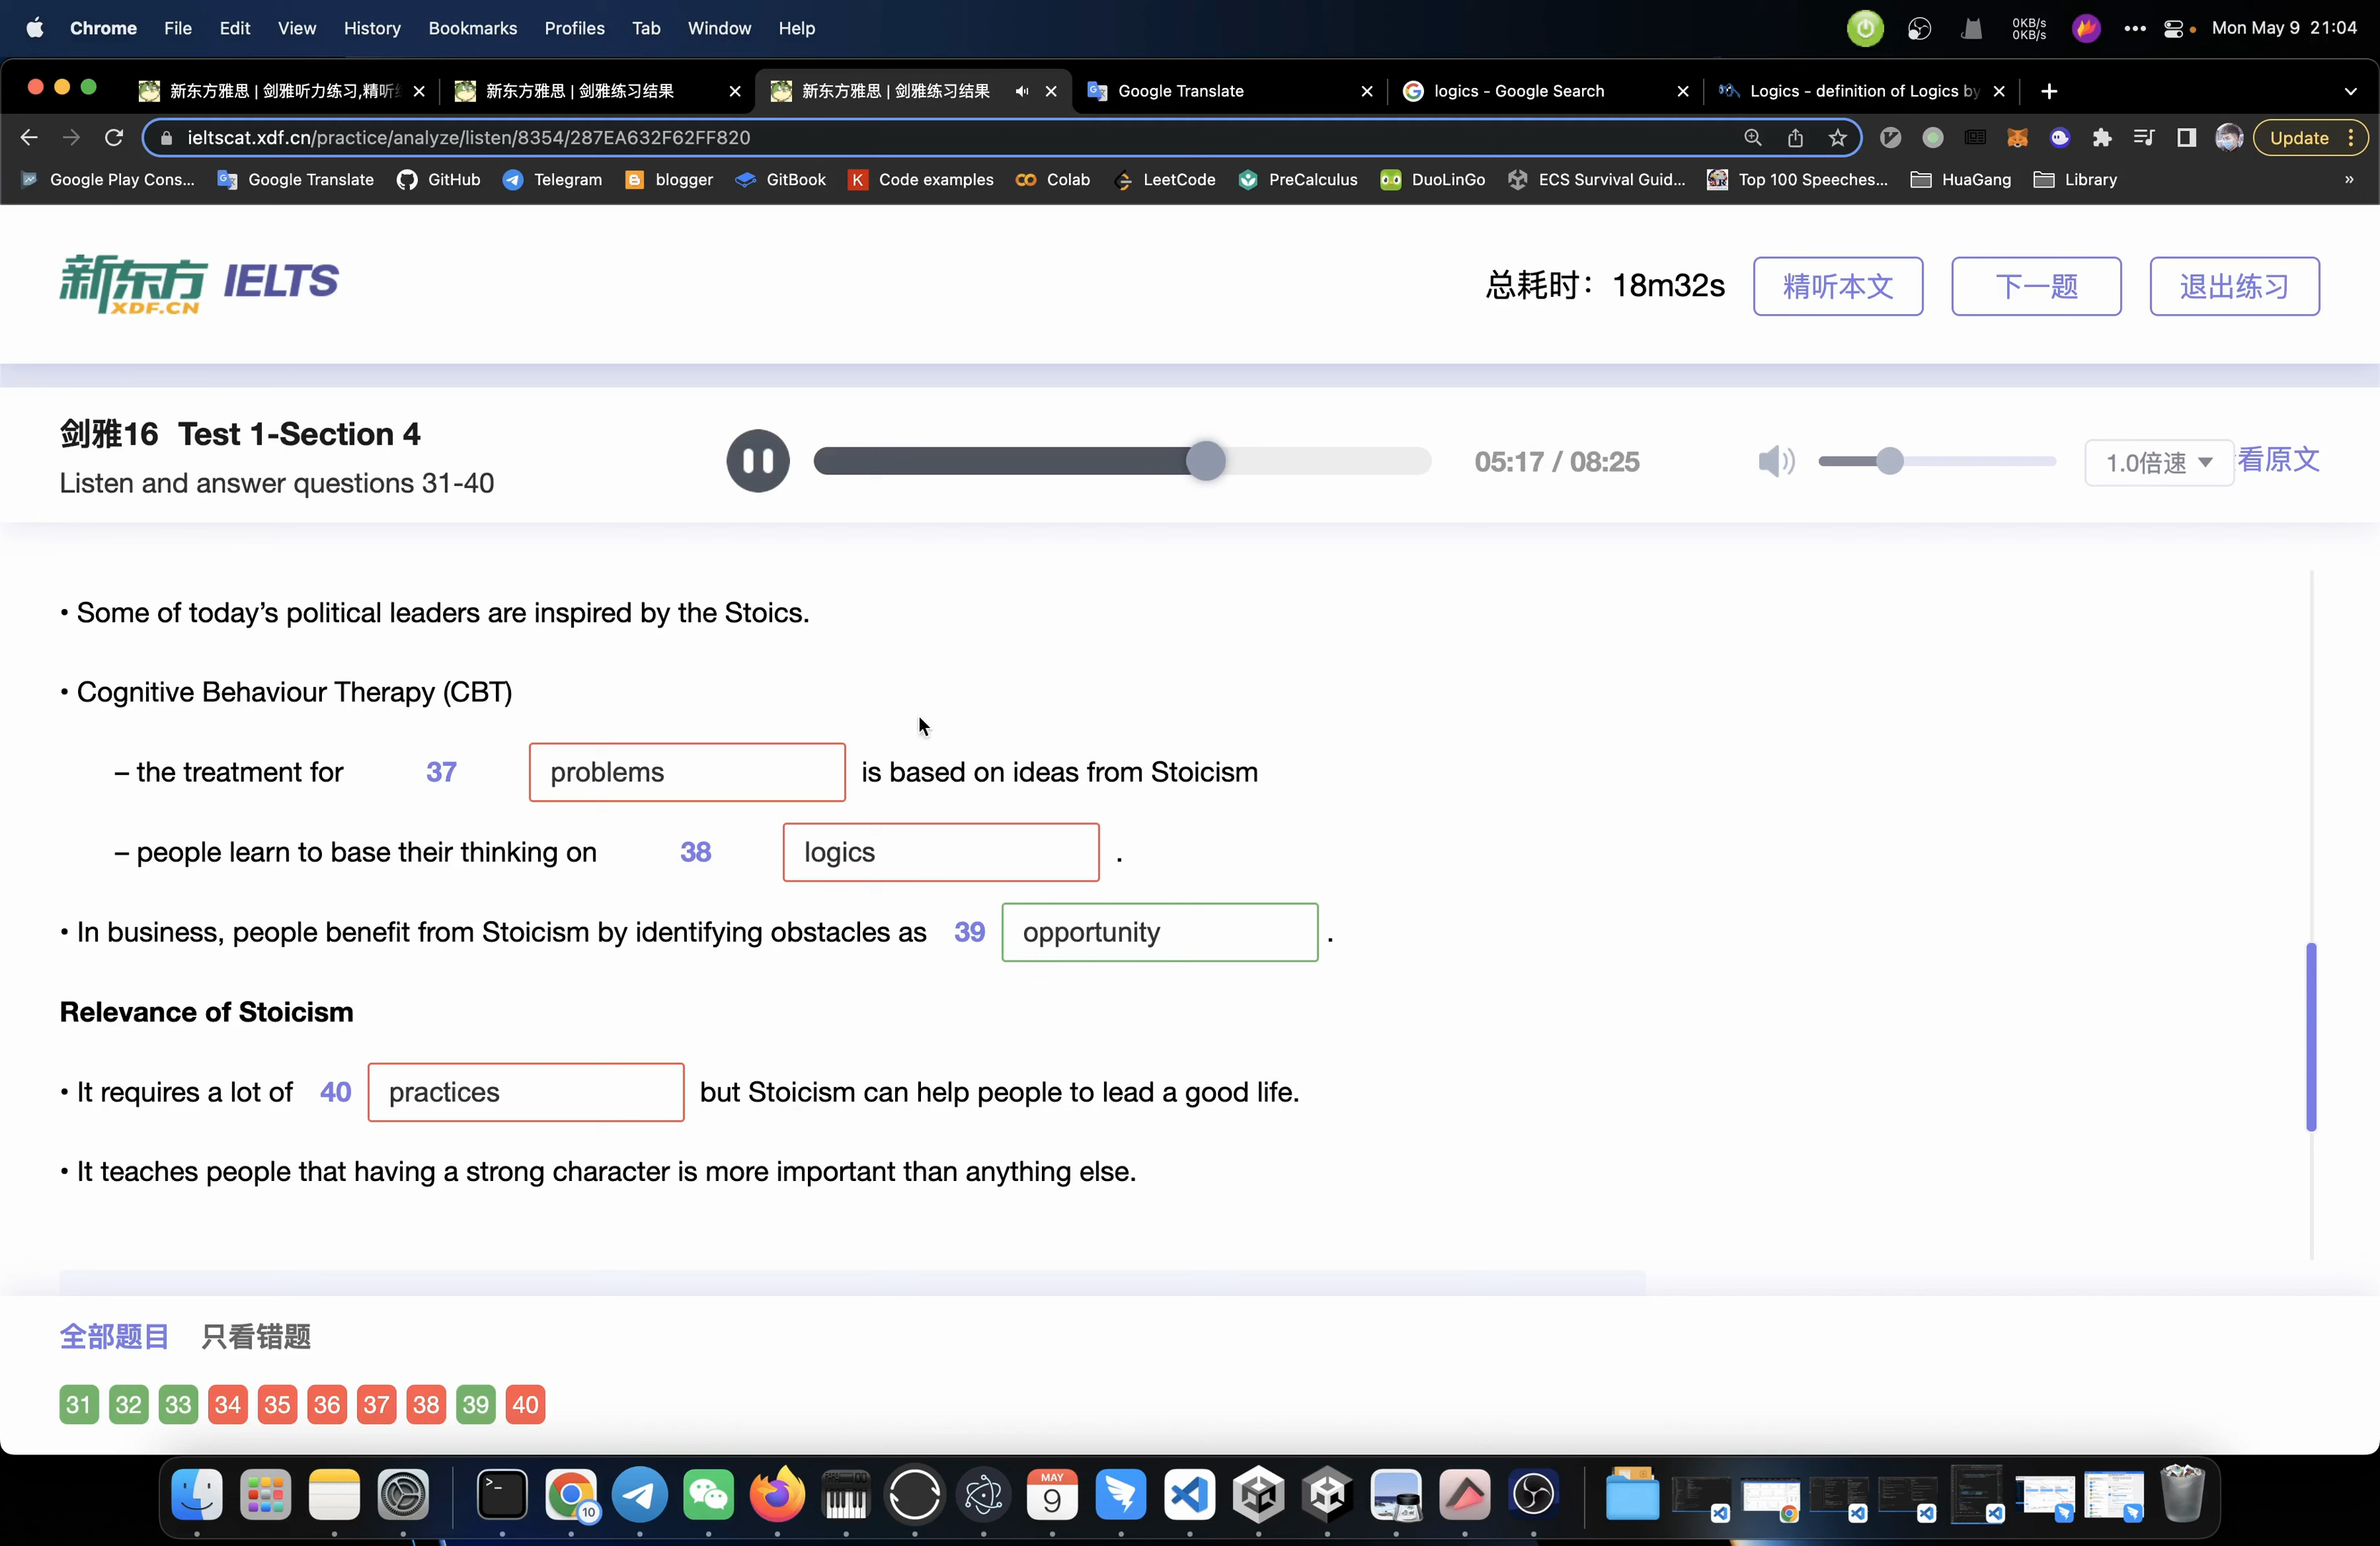 Chrome File Edit View History Bookmarks Profiles Tab Window Help 0KB/s 0KB/s Mon May 9 21:04
新东方雅思 | 剑雅听力练习,精听 新东方雅思 | 剑雅练习结果 新东方雅思 | 剑雅练习结果 Google Translate logics - Google Search Logics - definition of Logics by
ieltscat.xdf.cn/practice/analyze/listen/8354/287EA632F62FF820 Update
Google Play Cons... Google Translate GitHub Telegram blogger GitBook Code examples Colab LeetCode PreCalculus DuoLinGo ECS Survival Guid... Top 100 Speeches... HuaGang Library »
新东方 XDF.CN IELTS 总耗时：18m32s 精听本文 下一题 退出练习
剑雅16 Test 1-Section 4
Listen and answer questions 31-40
05:17 / 08:25 1.0倍速 看原文
• Some of today’s political leaders are inspired by the Stoics.
• Cognitive Behaviour Therapy (CBT)
– the treatment for 37 problems is based on ideas from Stoicism
– people learn to base their thinking on 38 logics .
• In business, people benefit from Stoicism by identifying obstacles as 39 opportunity .
Relevance of Stoicism
• It requires a lot of 40 practices but Stoicism can help people to lead a good life.
• It teaches people that having a strong character is more important than anything else.
全部题目 只看错题
31 32 33 34 35 36 37 38 39 40
10 MAY 9